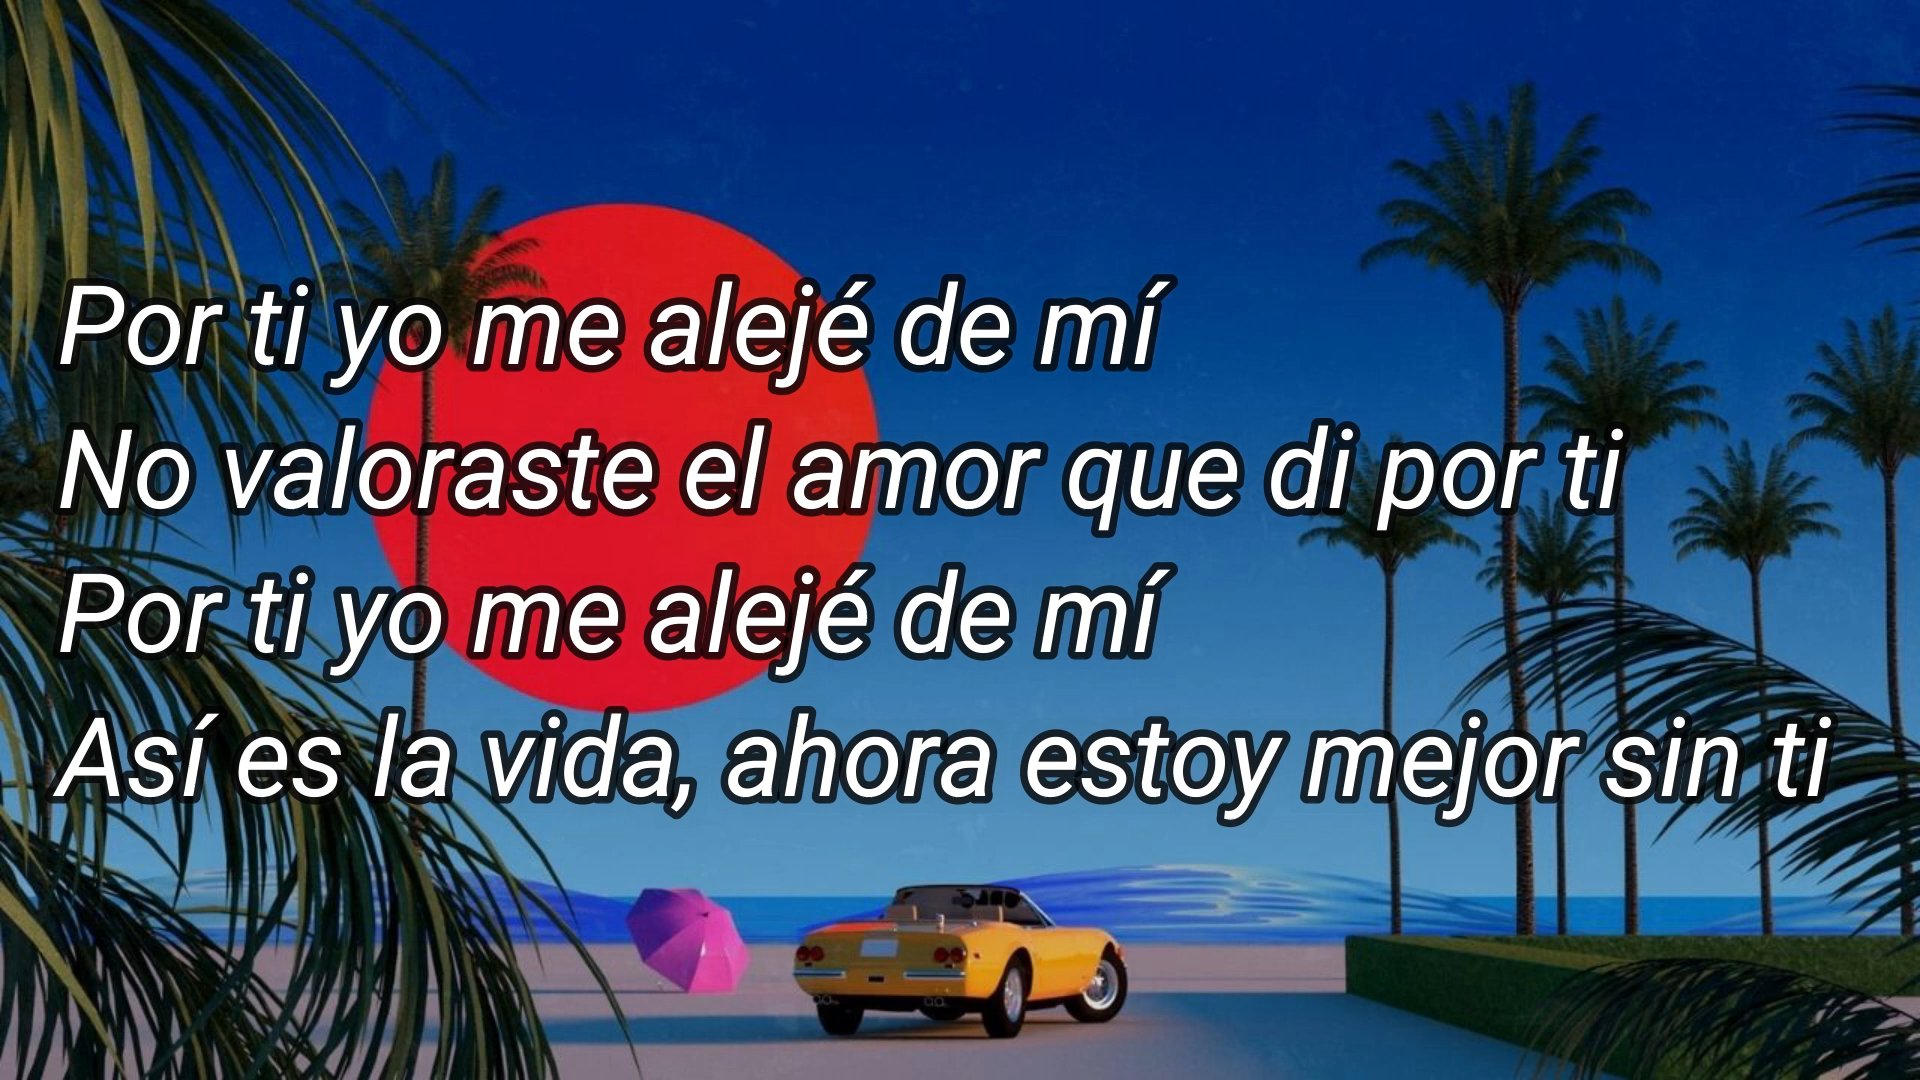 Por ti yo me alejé de mí
No valoraste el amor que di por ti
Por ti yo me alejé de mí
Así es la vida, ahora estoy mejor sin ti